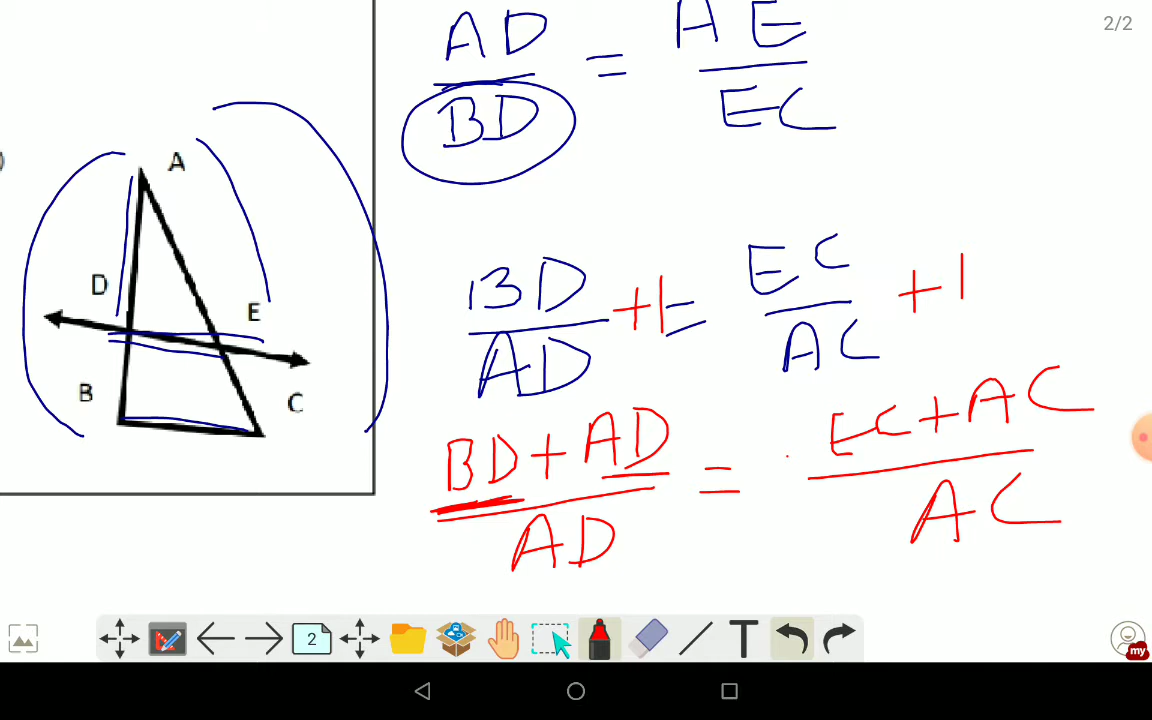 2/2
AD = AE
BD EC
)
A
D
E
B
C
BD +1 = EC +1
AD AC
BD + AD = EC + AC
AD AC
2
T
my